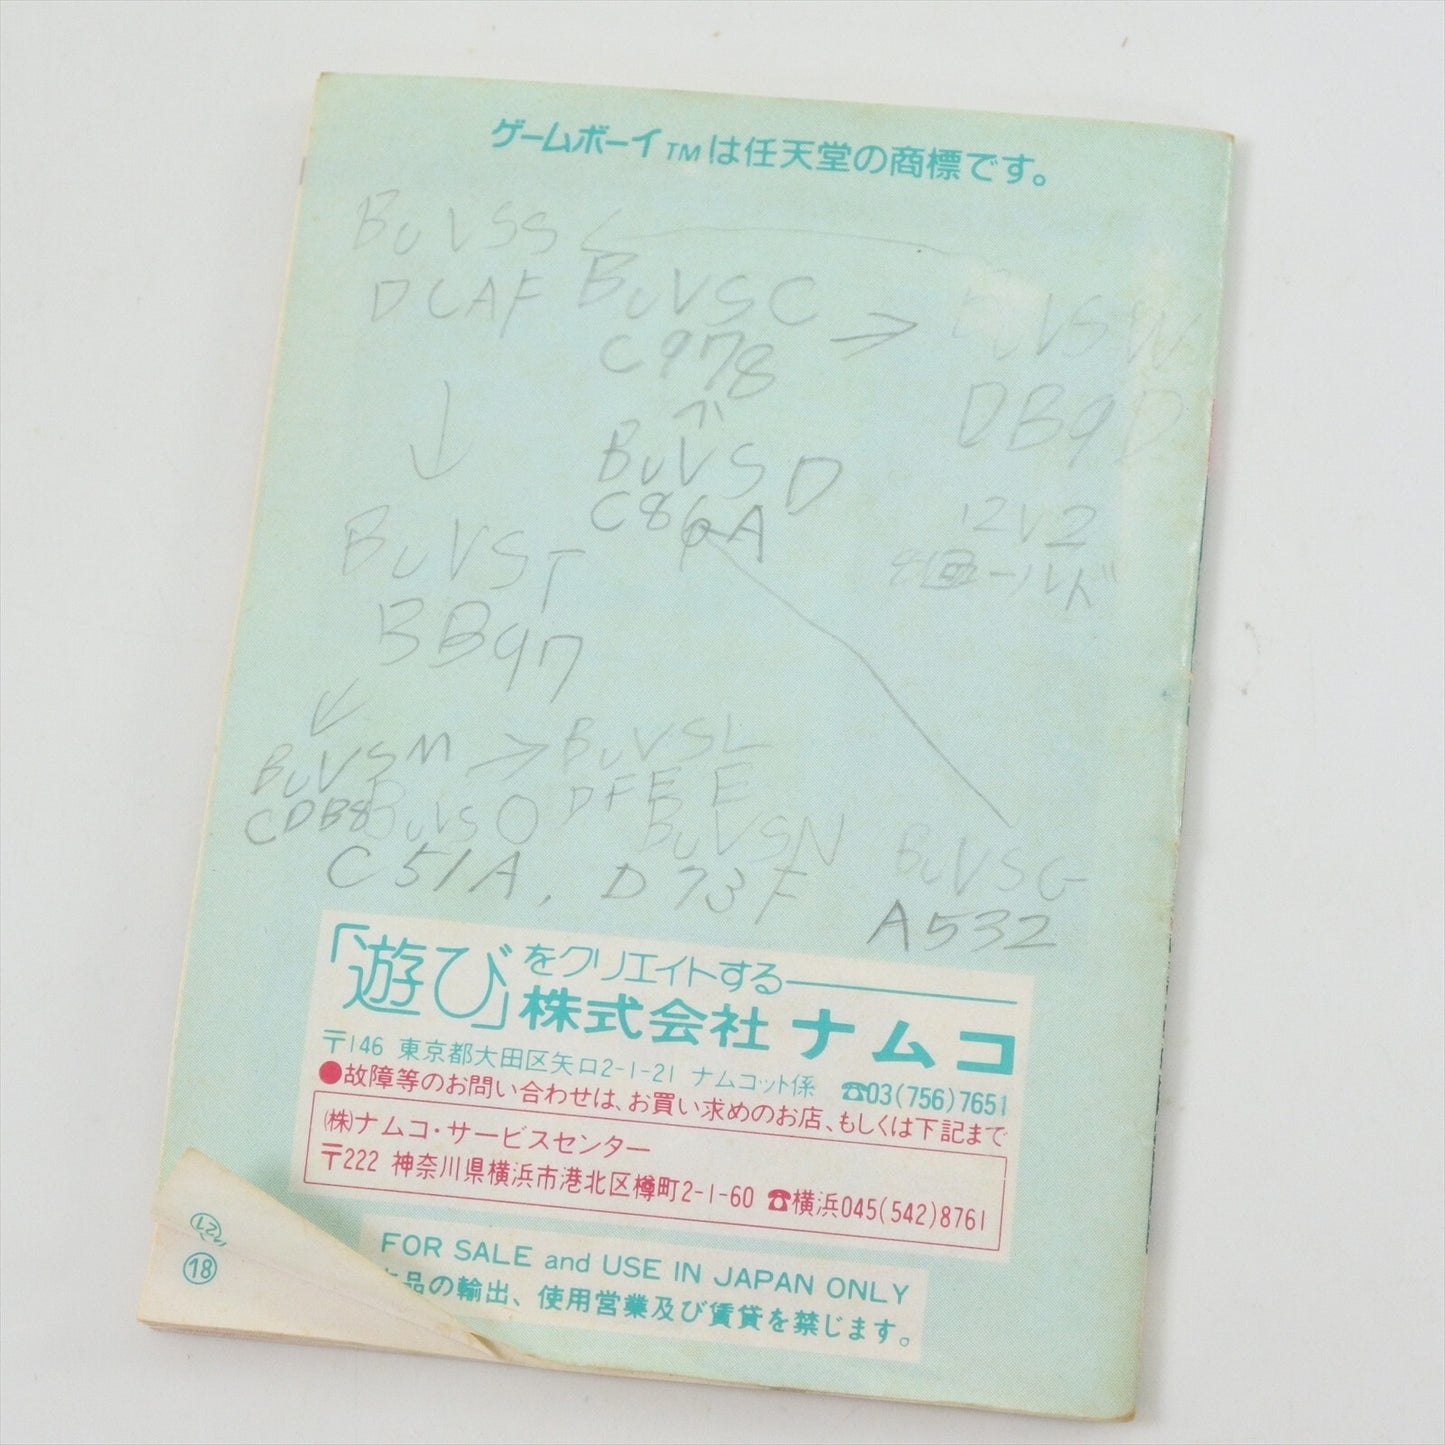 ゲームボーイTMは任天堂の商標です。
BuVSS
DCAF
BuVSC
C978
BuVSW
DB9D
BuVSD
C86A
12V2
ールド
BuVST
BB97
BuVSM
CDB8
BuVSL
DFEE
BuVSO
C51A,
BuVSN
D73F
BuVSG
A532
「遊び」をクリエイトする
株式会社 ナムコ
〒146 東京都大田区矢口2-1-21 ナムコット係 ☎03(756)7651
●故障等のお問い合わせは、お買い求めのお店、もしくは下記まで
(株)ナムコ・サービスセンター
〒222 神奈川県横浜市港北区樽町2-1-60 ☎横浜045(542)8761
FOR SALE and USE IN JAPAN ONLY
品の輸出、使用営業及び賃貸を禁じます。
⑱